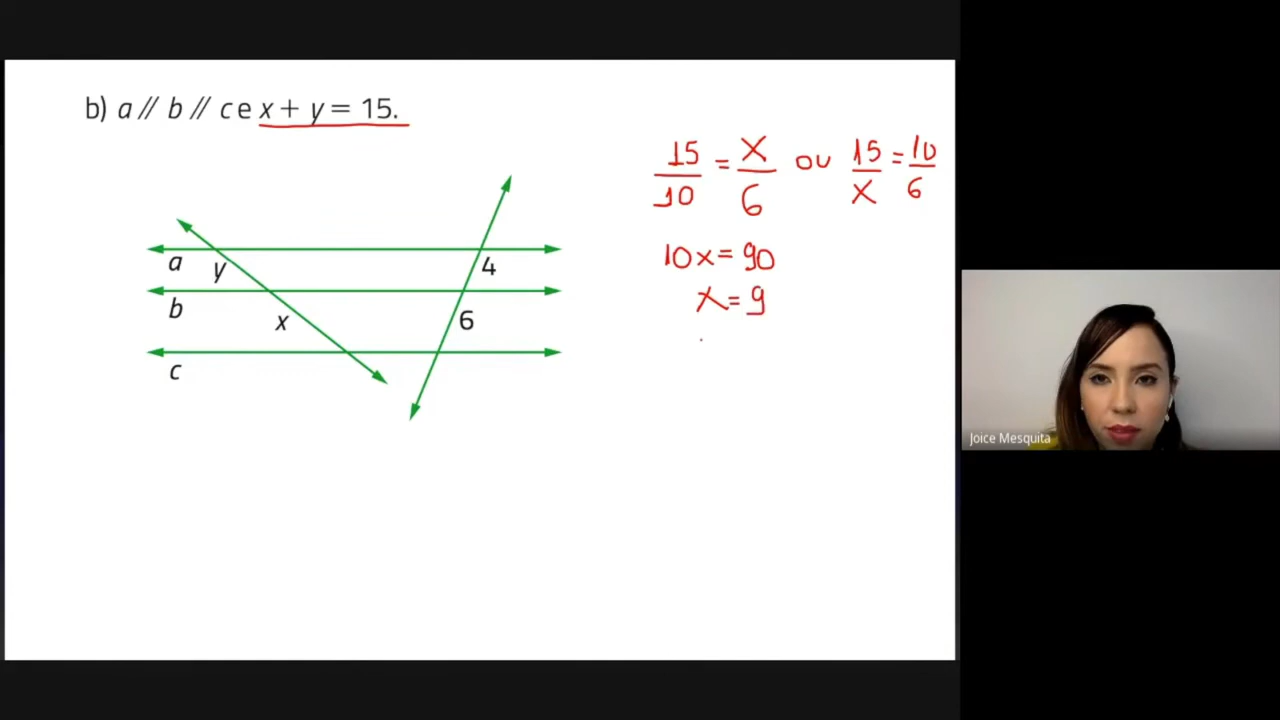 b) a // b // c e x + y = 15.
15/10 = x/6 ou 15/x = 10/6
10x = 90
x = 9
a
y
4
b
x
6
c
Joice Mesquita